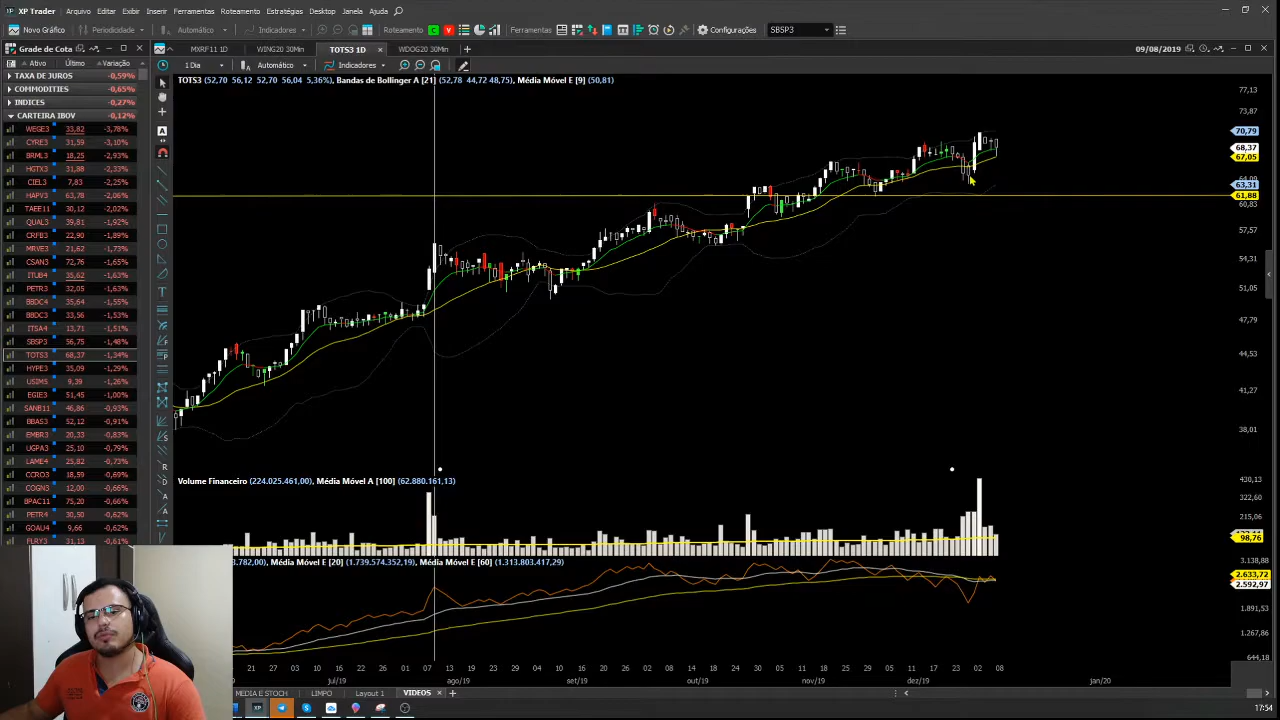 XP Trader
Arquivo Editar Exibir Inserir Ferramentas Roteamento Estratégias Desktop Janela Ajuda
Novo Gráfico Periodicidade Automático Indicadores Roteamento C V Ferramentas Configurações SBSP3
Grade de Cota MXRF11 1D WING20 30Min TOTS3 1D WDOG20 30Min 09/08/2019
Ativo Último Variação 1 Dia Automático Indicadores
TAXA DE JUROS -0,59%
COMMODITIES -0,65%
INDICES -0,27%
CARTEIRA IBOV -0,12%
WEGE3 33,82 -3,78%
CYRE3 31,59 -3,10%
BRML3 18,25 -2,63%
HGTX3 31,88 -2,33%
CIEL3 7,83 -2,25%
HAPV3 63,78 -2,06%
TAEE11 30,12 -2,02%
QUAL3 39,81 -1,92%
CRFB3 22,90 -1,89%
MRVE3 21,62 -1,73%
CSAN3 72,76 -1,65%
ITUB4 35,62 -1,63%
PETR3 32,05 -1,63%
BBDC4 35,64 -1,55%
BBDC3 33,56 -1,53%
ITSA4 13,71 -1,51%
SBSP3 56,75 -1,48%
TOTS3 68,37 -1,34%
HYPE3 35,09 -1,29%
USIM5 9,39 -1,26%
EGIE3 51,45 -1,00%
SANB11 46,86 -0,93%
BBAS3 52,12 -0,91%
EMBR3 20,33 -0,83%
UGPA3 25,10 -0,79%
LAME4 25,82 -0,73%
CCRO3 18,59 -0,69%
COGN3 12,00 -0,66%
BPAC11 75,20 -0,66%
PETR4 30,50 -0,62%
GOAU4 9,66 -0,62%
FLRY3 31,13 -0,61%
TOTS3 (52,70 56,12 52,70 56,04 5,36%), Bandas de Bollinger A [21] (52,78 44,72 48,75), Média Móvel E [9] (50,81)
77,13
73,87
70,79
68,37
67,05
63,31
61,88
60,83
57,57
54,31
51,05
47,79
44,53
41,27
38,01
Volume Financeiro (224.025.461,00), Média Móvel A [100] (62.880.161,13)
430,13
322,60
215,06
98,76
782,00), Média Móvel E [20] (1.739.574.352,19), Média Móvel E [60] (1.313.803.417,29)
3.138,88
2.633,72
2.592,97
1.891,53
1.267,86
644,18
21 27 03 10 16 22 01 07 13 19 23 29 04 10 16 20 26 02 08 14 18 24 30 05 11 19 25 29 05 11 17 23 02 08
jul/19 ago/19 set/19 out/19 nov/19 dez/19 jan/20
MEDIA E STOCH LIMPO Layout 1 VIDEOS
17:54